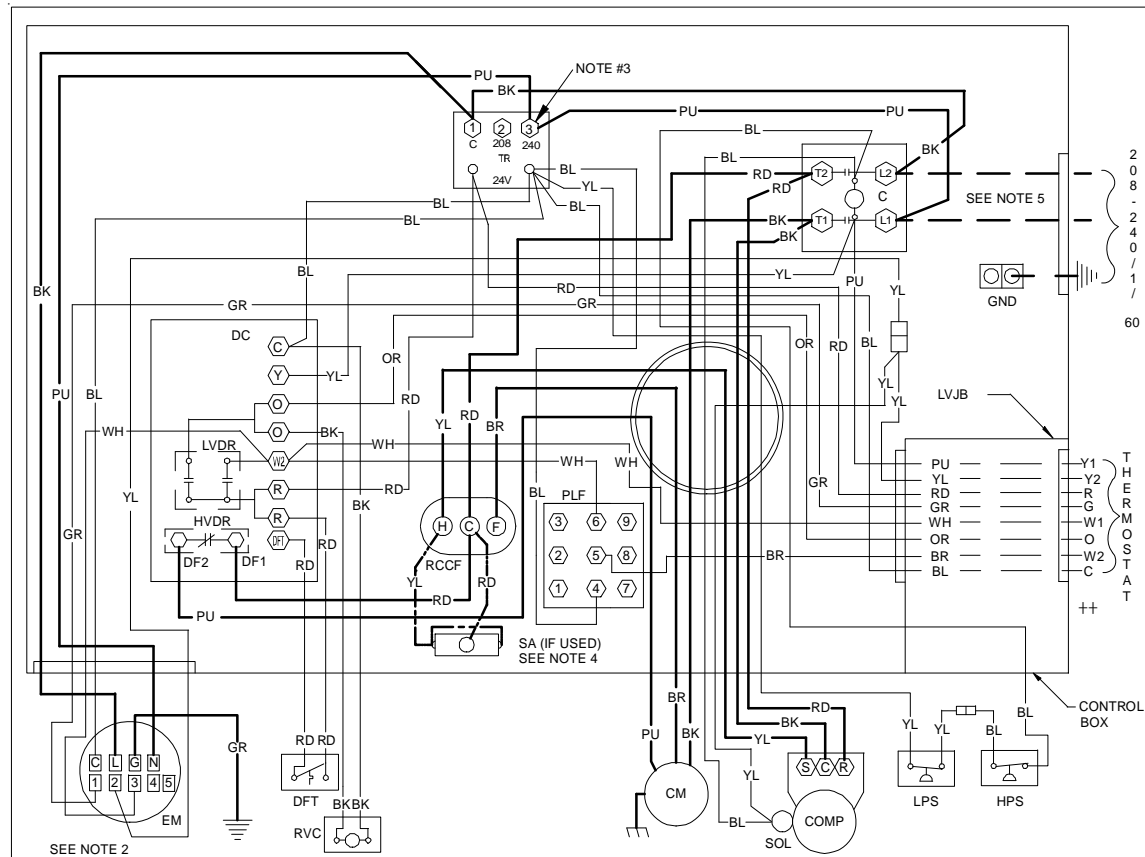 PU
NOTE #3
BK
PU
PU
1
2
3
C
208
240
TR
24V
BL
YL
BL
BL
BL
BL
BL
BK
RD
RD
T2
L2
C
BK
T1
L1
BK
SEE NOTE 5
208-240/1/60
GND
BK
BL
GR
YL
RD
GR
PU
YL
DC
C
Y
YL
O
O
BK
W2
R
R
DFT
OR
RD
OR
BL
RD
BL
YL
YL
PU
BL
WH
YL
GR
LVDR
HVDR
DF2
DF1
RD
RD
BK
RD
PU
YL
RD
BR
WH
WH
WH
GR
H
C
F
RCCF
YL
RD
RD
BL
PLF
3
6
9
2
5
8
1
4
7
BR
SA (IF USED)
SEE NOTE 4
LVJB
PU
YL
RD
GR
WH
OR
BR
BL
Y1
Y2
R
G
W1
O
W2
C
THERMOSTAT
++
CONTROL
BOX
C
L
G
N
1
2
3
4
5
EM
GR
SEE NOTE 2
RD
RD
DFT
BK
BK
RVC
PU
BR
BK
CM
YL
BK
RD
YL
BL
SOL
S
C
R
COMP
YL
YL
BL
BL
LPS
HPS